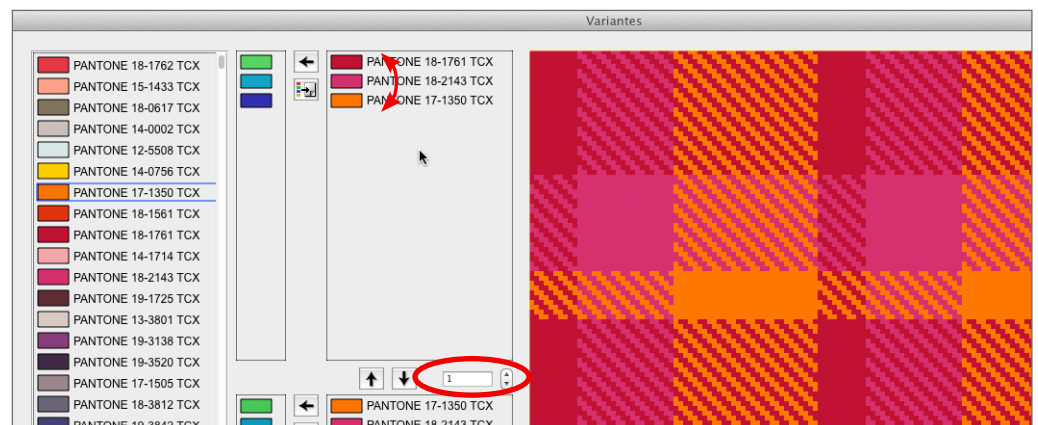 Variantes
PANTONE 18-1762 TCX
PANTONE 15-1433 TCX
PANTONE 18-0617 TCX
PANTONE 14-0002 TCX
PANTONE 12-5508 TCX
PANTONE 14-0756 TCX
PANTONE 17-1350 TCX
PANTONE 18-1561 TCX
PANTONE 18-1761 TCX
PANTONE 14-1714 TCX
PANTONE 18-2143 TCX
PANTONE 19-1725 TCX
PANTONE 13-3801 TCX
PANTONE 19-3138 TCX
PANTONE 19-3520 TCX
PANTONE 17-1505 TCX
PANTONE 18-3812 TCX
PANTONE 19-3842 TCX
PANTONE 18-1761 TCX
PANTONE 18-2143 TCX
PANTONE 17-1350 TCX
1
PANTONE 17-1350 TCX
PANTONE 18-2143 TCX